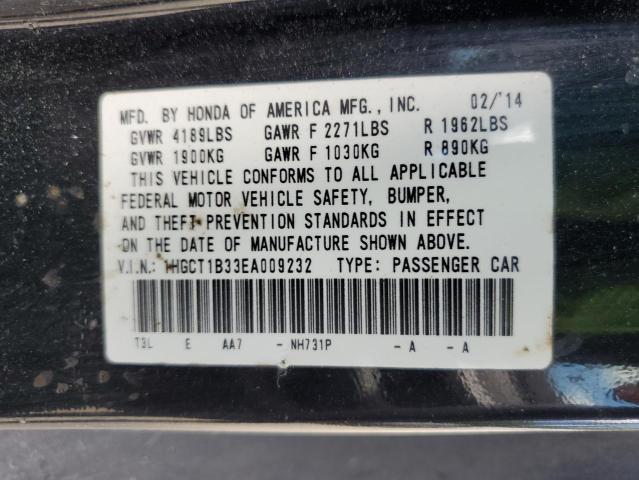 MFD. BY HONDA OF AMERICA MFG., INC. 02/'14
GVWR 4189LBS GAWR F 2271LBS R 1962LBS
GVWR 1900KG GAWR F 1030KG R 890KG
THIS VEHICLE CONFORMS TO ALL APPLICABLE
FEDERAL MOTOR VEHICLE SAFETY, BUMPER,
AND THEFT PREVENTION STANDARDS IN EFFECT
ON THE DATE OF MANUFACTURE SHOWN ABOVE.
V.I.N.: 1HGCT1B33EA009232 TYPE: PASSENGER CAR
T3L E AA7 - NH731P - A - A